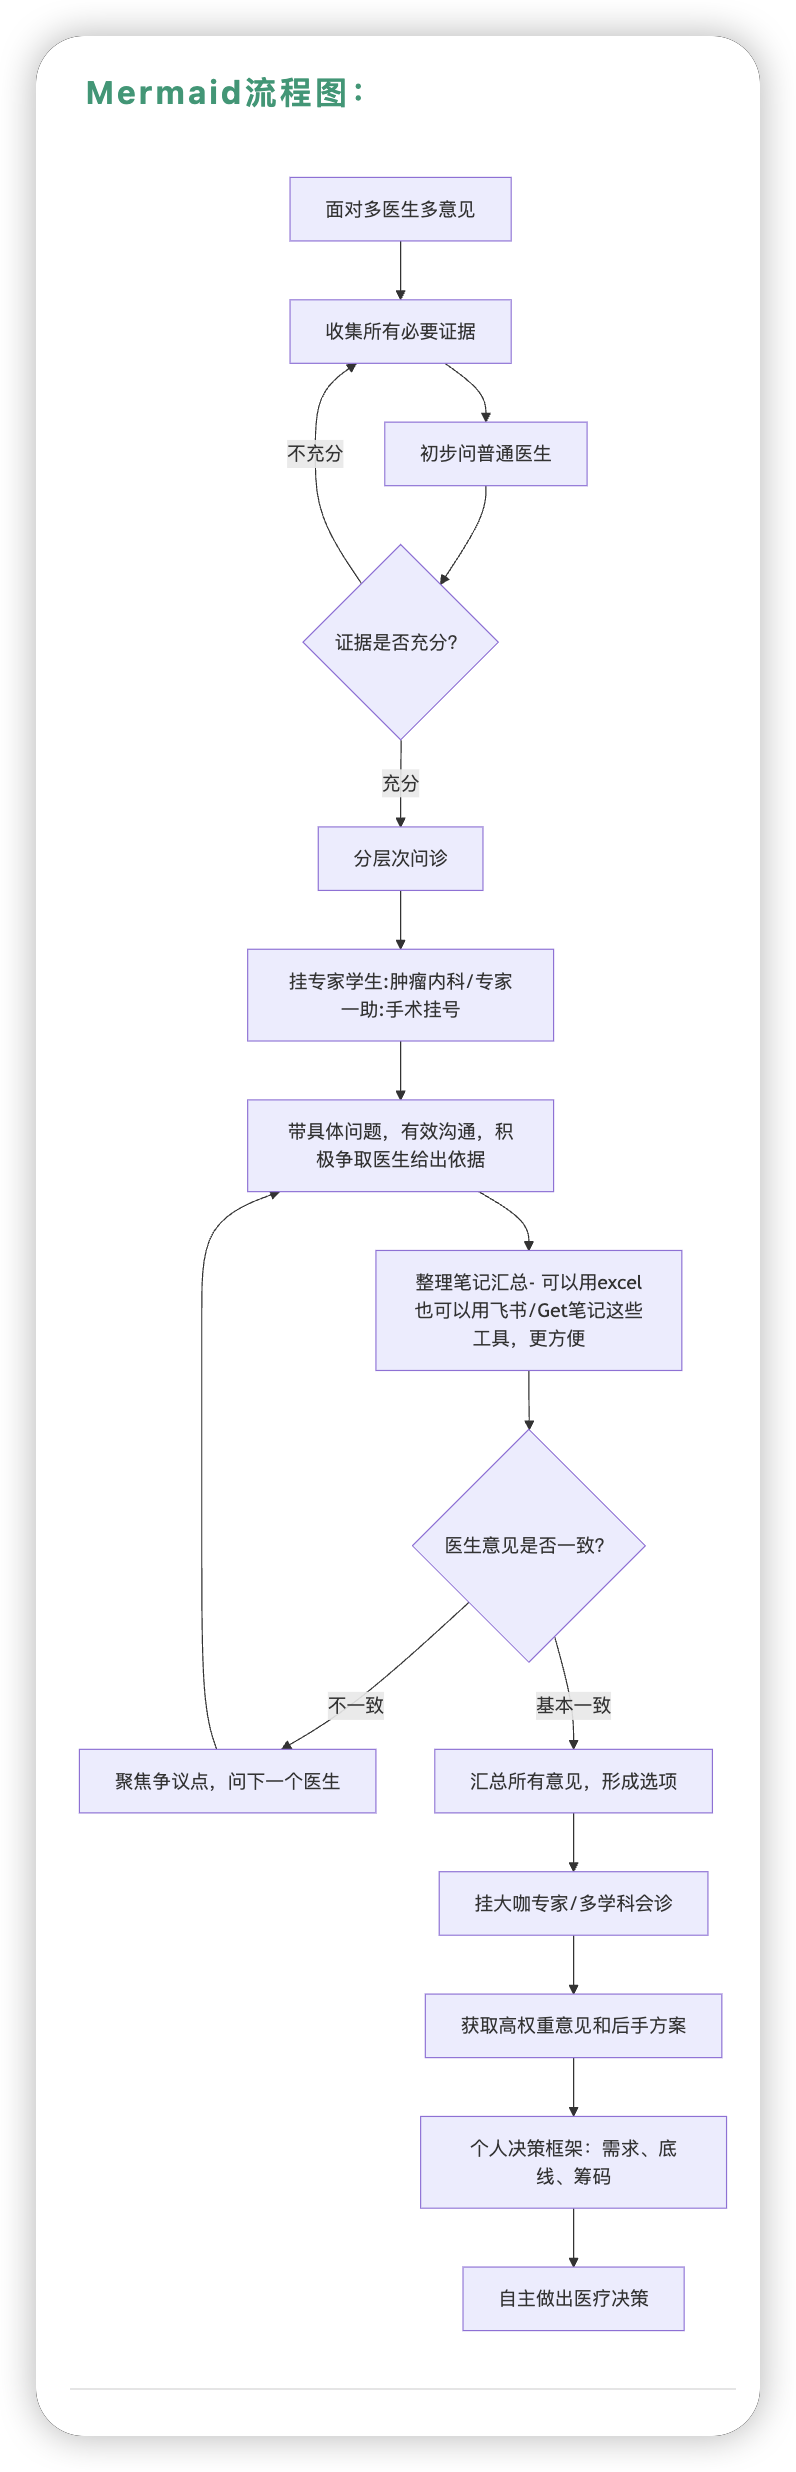 Mermaid流程图：
面对多医生多意见
收集所有必要证据
不充分
初步问普通医生
证据是否充分?
充分
分层次问诊
挂专家学生:肿瘤内科/专家
一助:手术挂号
带具体问题，有效沟通，积
极争取医生给出依据
整理笔记汇总- 可以用excel
也可以用飞书/Get笔记这些
工具，更方便
医生意见是否一致?
不一致
基本一致
聚焦争议点，问下一个医生
汇总所有意见，形成选项
挂大咖专家/多学科会诊
获取高权重意见和后手方案
个人决策框架：需求、底
线、筹码
自主做出医疗决策